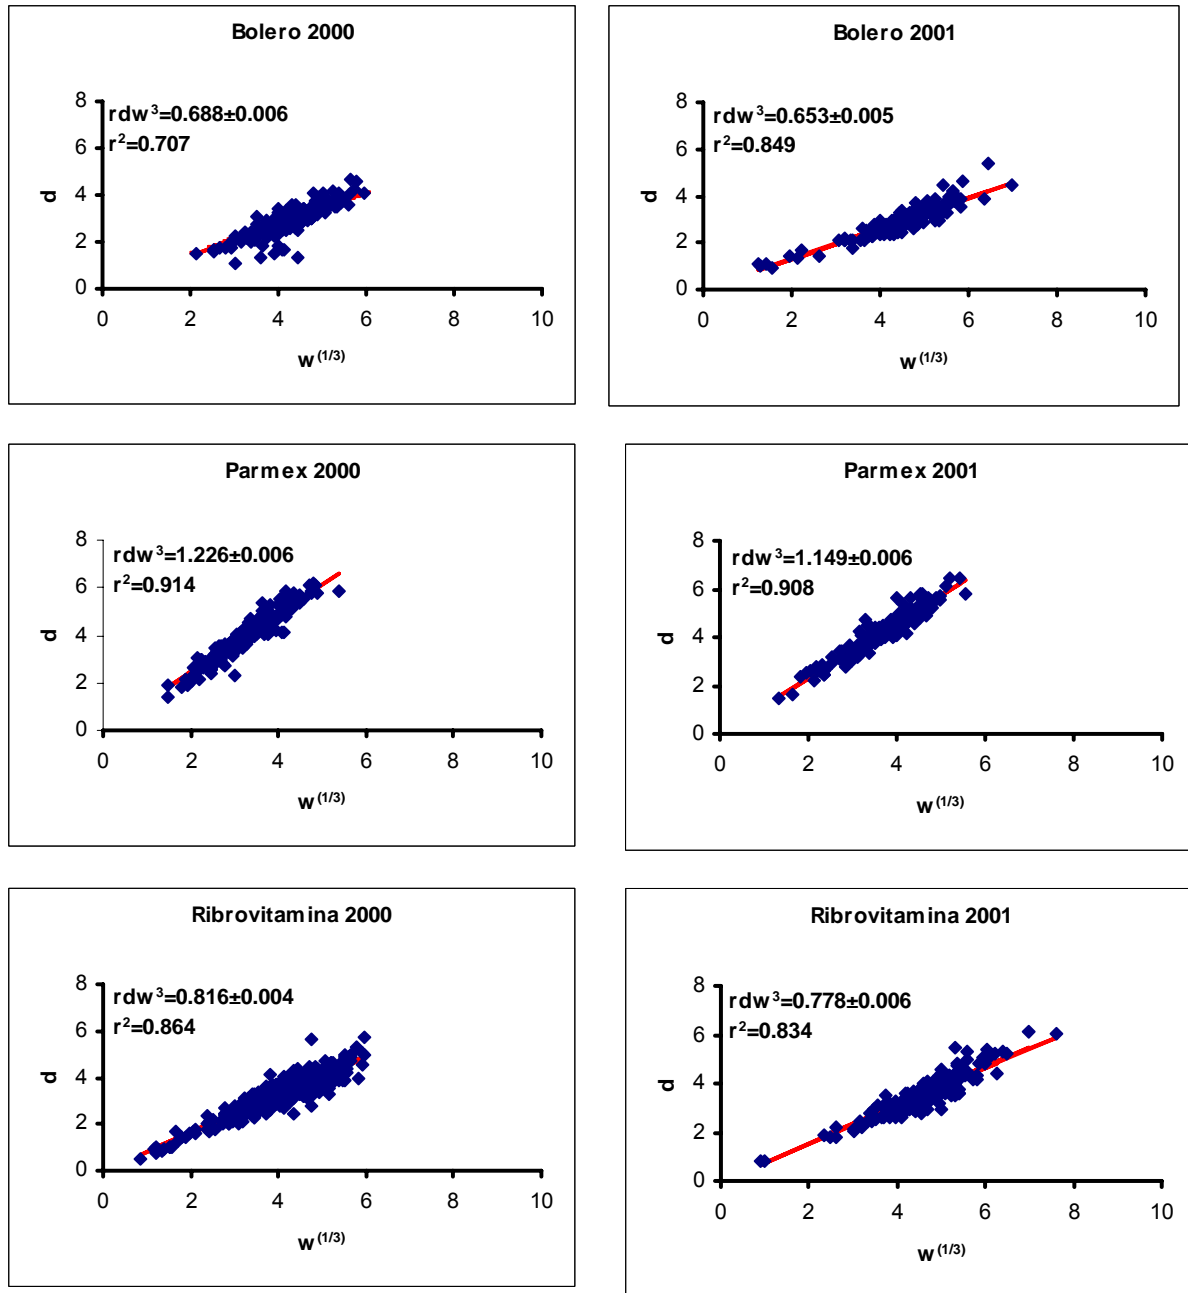 Bolero 2000
rdw³=0.688±0.006
r²=0.707
8
6
4
2
0
d
0 2 4 6 8 10
w^(1/3)
Bolero 2001
rdw³=0.653±0.005
r²=0.849
8
6
4
2
0
d
0 2 4 6 8 10
w^(1/3)
Parmex 2000
rdw³=1.226±0.006
r²=0.914
8
6
4
2
0
d
0 2 4 6 8 10
w^(1/3)
Parmex 2001
rdw³=1.149±0.006
r²=0.908
8
6
4
2
0
d
0 2 4 6 8 10
w^(1/3)
Ribrovitamina 2000
rdw³=0.816±0.004
r²=0.864
8
6
4
2
0
d
0 2 4 6 8 10
w^(1/3)
Ribrovitamina 2001
rdw³=0.778±0.006
r²=0.834
8
6
4
2
0
d
0 2 4 6 8 10
w^(1/3)